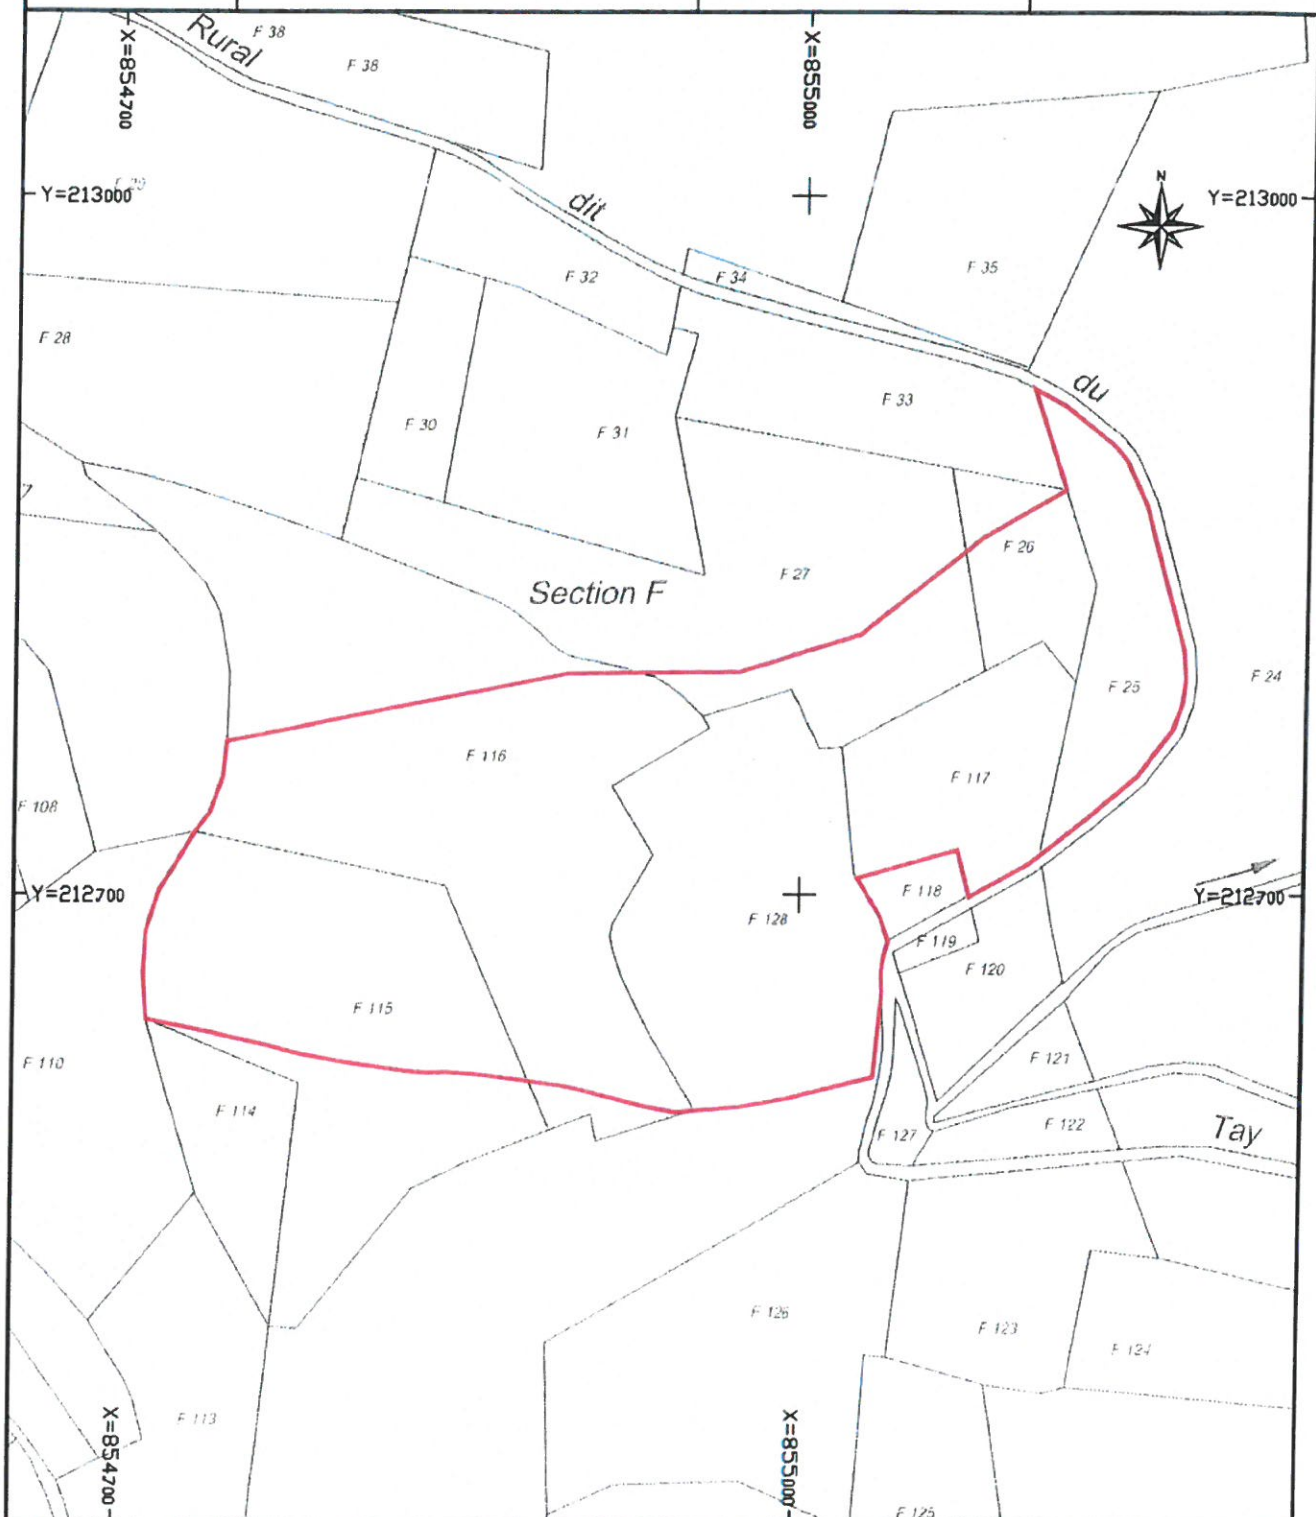 Rural
F 38
F 38
X=854700
X=855000
Y=213000
F 29
dit
N
Y=213000
F 35
F 32
F 34
F 28
du
F 33
F 30
F 31
7
F 26
F 27
Section F
F 25
F 24
F 116
F 117
F 108
Y=212700
F 118
Y=212700
F 128
F 119
F 120
F 115
F 110
F 121
F 114
F 122
Tay
F 127
F 126
F 123
F 124
F 113
X=854700
X=855000
F 125